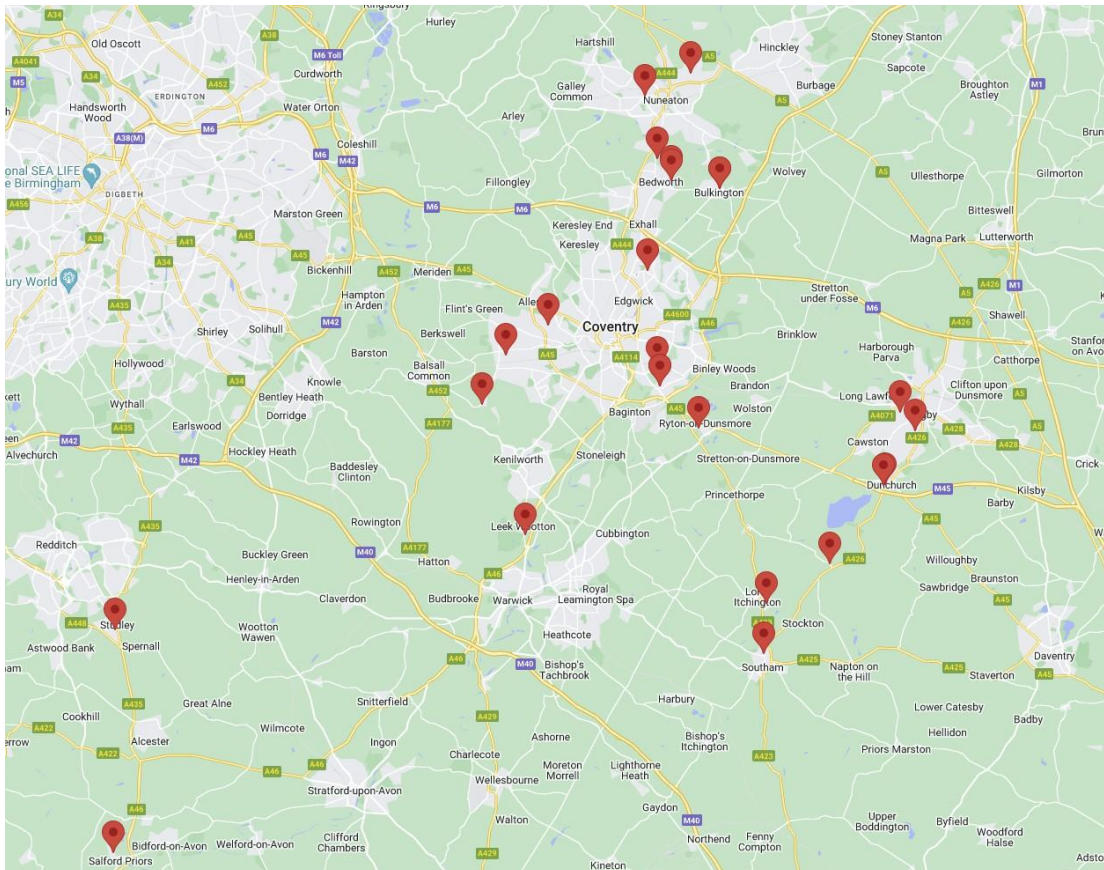 Kingsbury
A34
Hurley
Stoney Stanton
Old Oscott
A38
Hartshill
Hinckley
A5
Sapcote
A4041
M6 Toll
A444
M1
M5
A34
A452
Curdworth
Galley
Common
Burbage
Broughton
Astley
ERDINGTON
Nuneaton
Handsworth
Wood
Water Orton
A5
Arley
A38(M)
M6
M6
Coleshill
M42
onal SEA LIFE
e Birmingham
Bedworth
Wolvey
A5
Ullesthorpe
Gilmorton
DIGBETH
Fillongley
Bulkington
A456
Marston Green
M6
M6
Bitteswell
A38
A45
Keresley End
Exhall
Magna Park
Lutterworth
A41
Keresley
A444
A34
A45
Bickenhill
A452
Meriden
A45
ury World
Stretton
under Fosse
A426
M1
A435
Hampton
in Arden
Flint's Green
Edgwick
A5
M6
Shawell
Shirley
Solihull
M42
Coventry
A4600
A46
A426
Berkswell
Brinklow
Harborough
Parva
Barston
Balsall
Common
A45
A4114
Catthorpe
Hollywood
A34
Knowle
A452
Binley Woods
Clifton upon
Dunsmore
Brandon
Wythall
Bentley Heath
Dorridge
A4177
Baginton
A45
Wolston
A4071
A5
A435
Ryton-on-Dunsmore
A426
A428
Earlswood
Cawston
A428
M42
Hockley Heath
Kenilworth
Stoneleigh
Alvechurch
M42
Stretton-on-Dunsmore
Crick
Baddesley
Clinton
Dunchurch
M45
Kilsby
Princethorpe
Barby
A435
Rowington
Leek Wootton
A45
Redditch
M40
A4177
Cubbington
Buckley Green
Hatton
A426
Willoughby
Henley-in-Arden
A46
Braunston
Sawbridge
Claverdon
Budbrooke
Warwick
Royal
Leamington Spa
Long
Itchington
A45
A448
Studley
Wootton
Wawen
Stockton
Astwood Bank
Spernall
Heathcote
Daventry
A46
M40
Bishop's
Tachbrook
Southam
A425
Napton on
the Hill
A425
Staverton
A45
A435
Great Alne
Snitterfield
Harbury
Lower Catesby
Cookhill
Wilmcote
A429
Badby
A422
Alcester
Ingon
Ashorne
Bishop's
Itchington
Hellidon
A422
Charlecote
A423
Priors Marston
A46
A46
Moreton
Morrell
Lighthorne
Heath
Wellesbourne
Stratford-upon-Avon
A46
Gaydon
Walton
M40
Upper
Boddington
Byfield
Woodford
Halse
Salford Priors
Bidford-on-Avon
Welford-on-Avon
Clifford
Chambers
Northend
Fenny
Compton
A429
Kineton